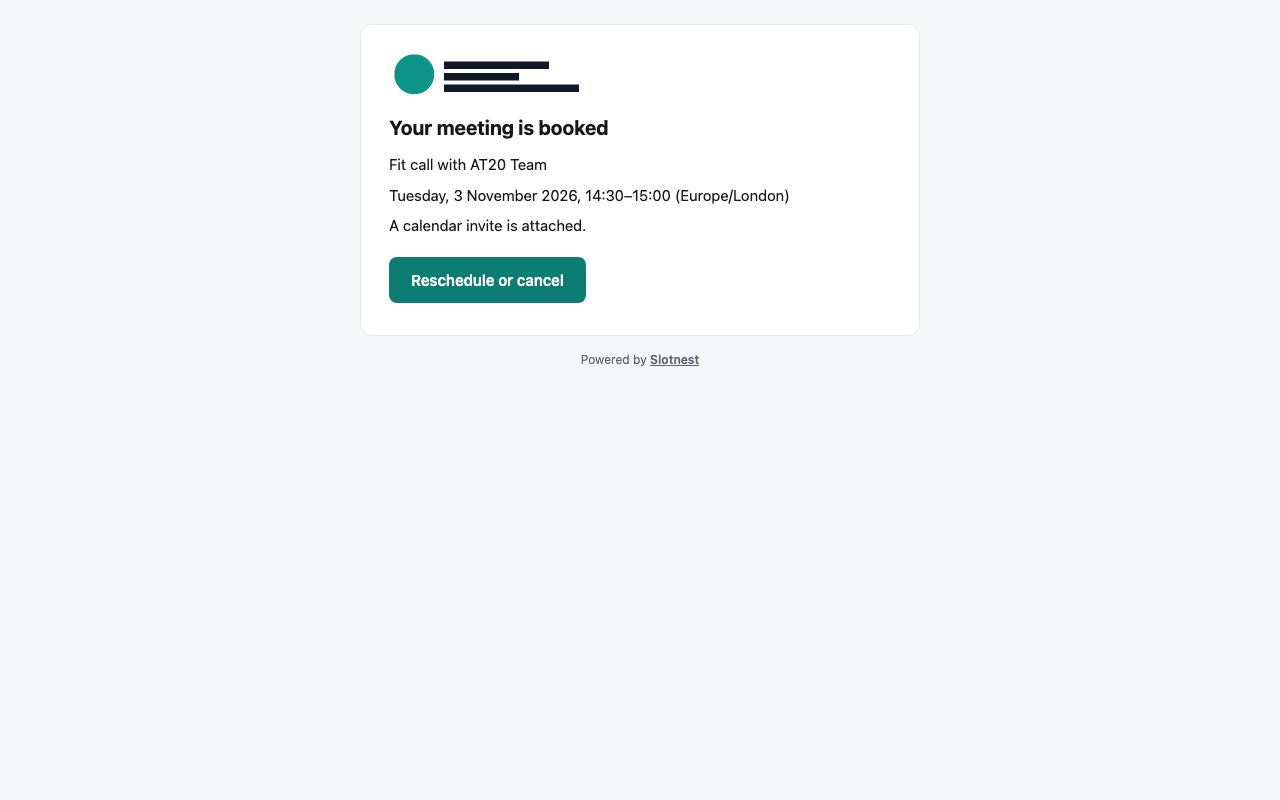 Your meeting is booked
Fit call with AT20 Team
Tuesday, 3 November 2026, 14:30–15:00 (Europe/London)
A calendar invite is attached.
Reschedule or cancel
Powered by Slotnest